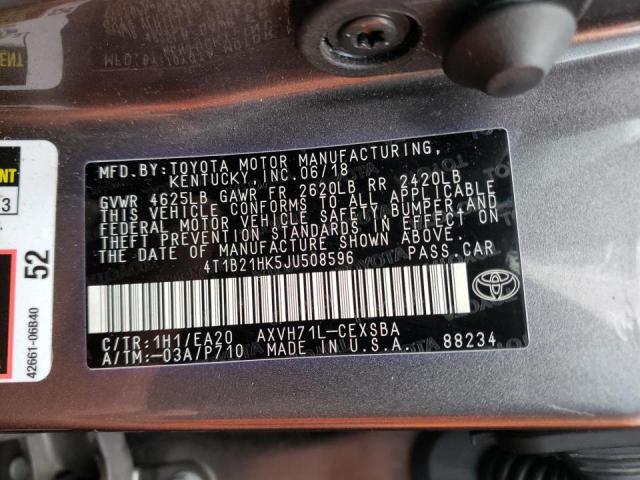 MFD. BY: TOYOTA MOTOR MANUFACTURING,
KENTUCKY, INC. 06/18
GVWR 4625LB GAWR FR 2620LB RR 2420LB
THIS VEHICLE CONFORMS TO ALL APPLICABLE
FEDERAL MOTOR VEHICLE SAFETY, BUMPER AND
THEFT PREVENTION STANDARDS IN EFFECT ON
THE DATE OF MANUFACTURE SHOWN ABOVE.
4T1B21HK5JU508596 PASS. CAR
C/TR: 1H1/EA20 AXVH71L-CEXSBA
A/TM: -03A/P710 MADE IN U.S.A. 88234
52
42661-06B40